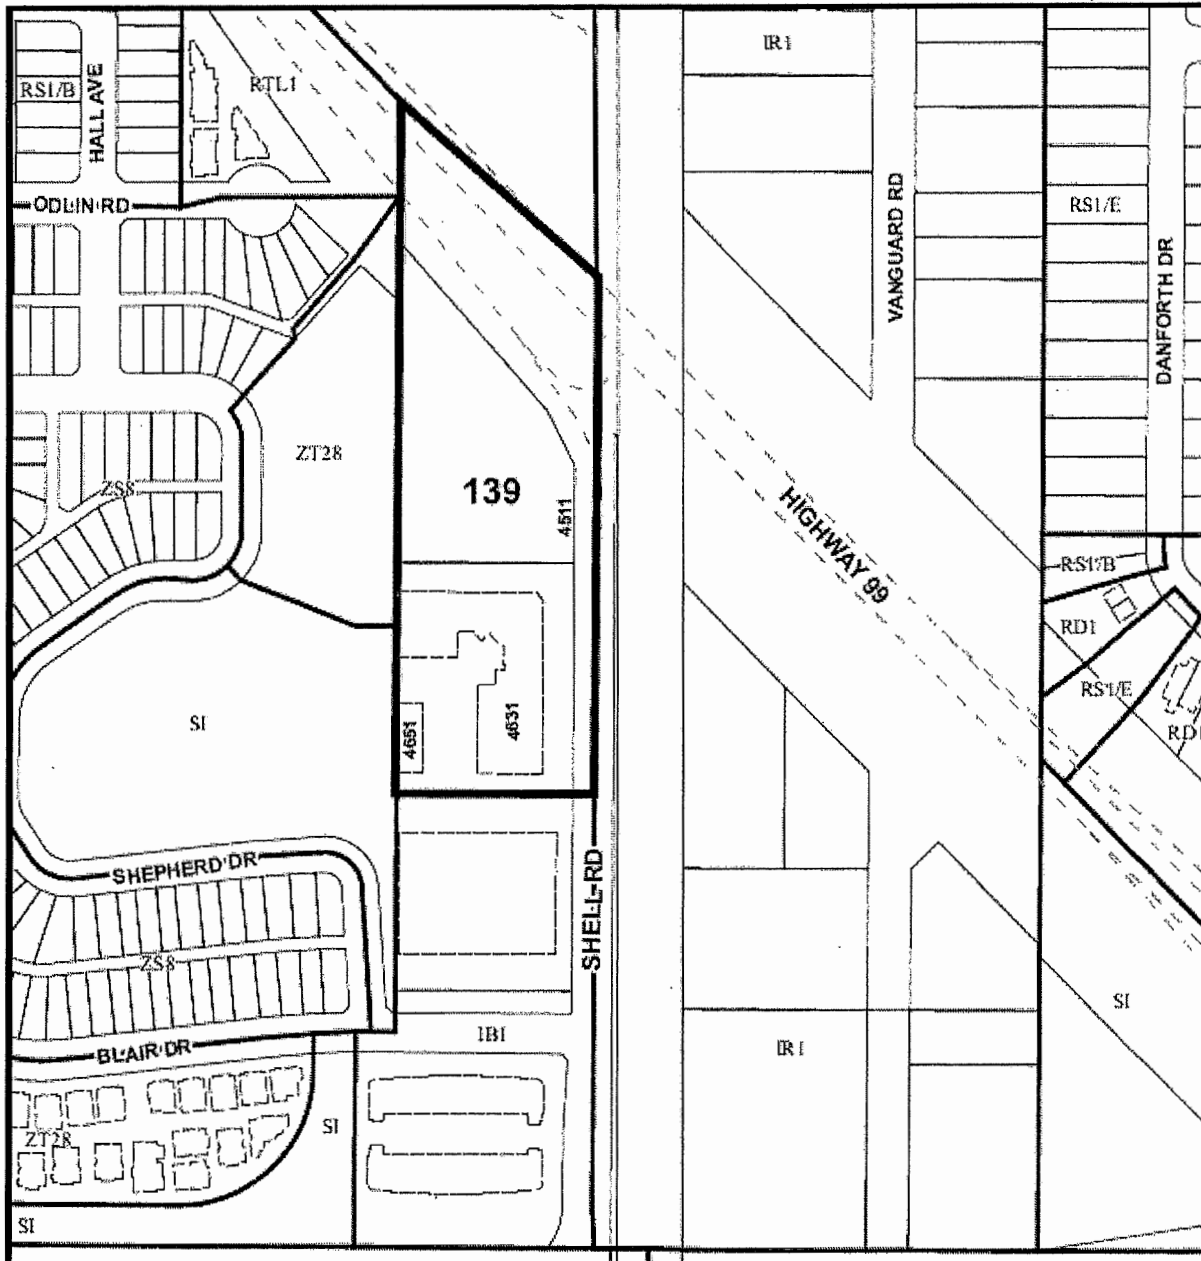 IR1
RS1/B
HALL AVE
RTL1
ODLIN RD
VANGUARD RD
RS1/E
DANFORTH DR
ZT28
ZS8
139
4511
HIGHWAY 99
RS1/B
RD1
RS1/E
RD
SI
4651
4631
SHEPHERD DR
SHELL RD
ZS8
SI
IB1
IR1
BLAIR DR
ZT28
SI
SI